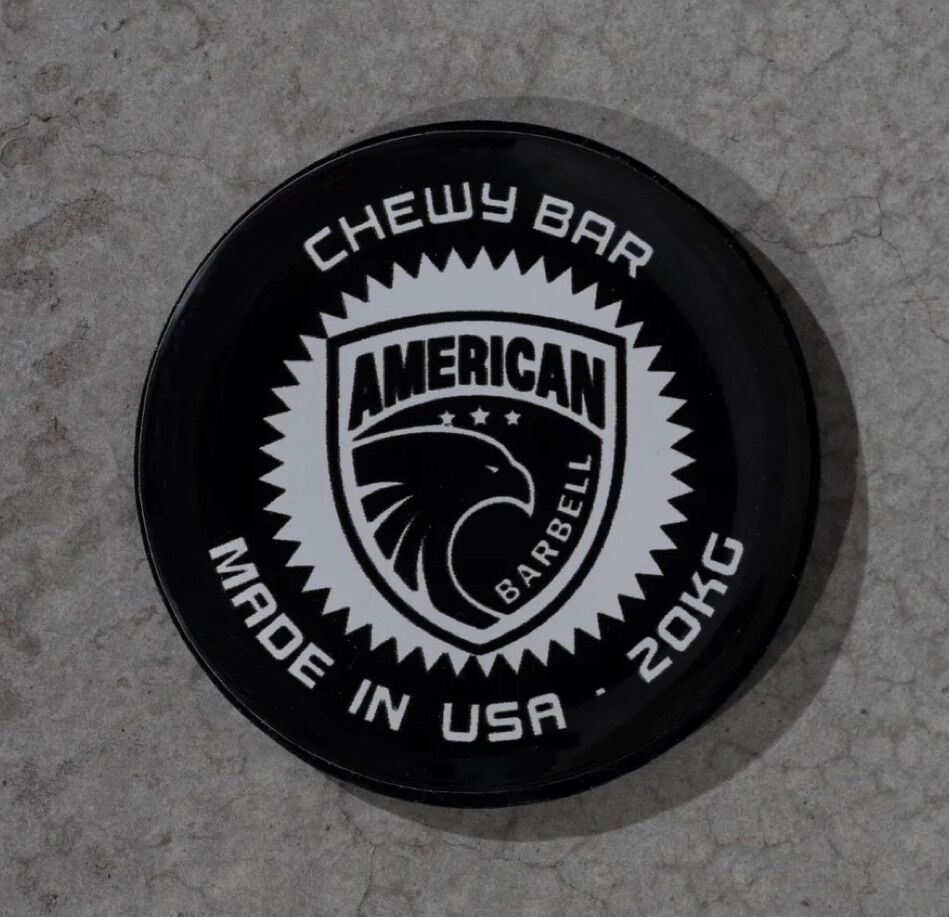 CHEWY BAR
AMERICAN
BARBELL
MADE IN USA · 20KG